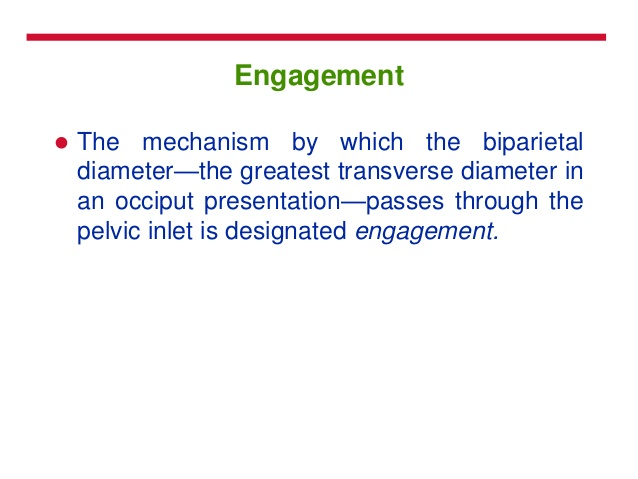 Engagement
The mechanism by which the biparietal
diameter—the greatest transverse diameter in
an occiput presentation—passes through the
pelvic inlet is designated engagement.